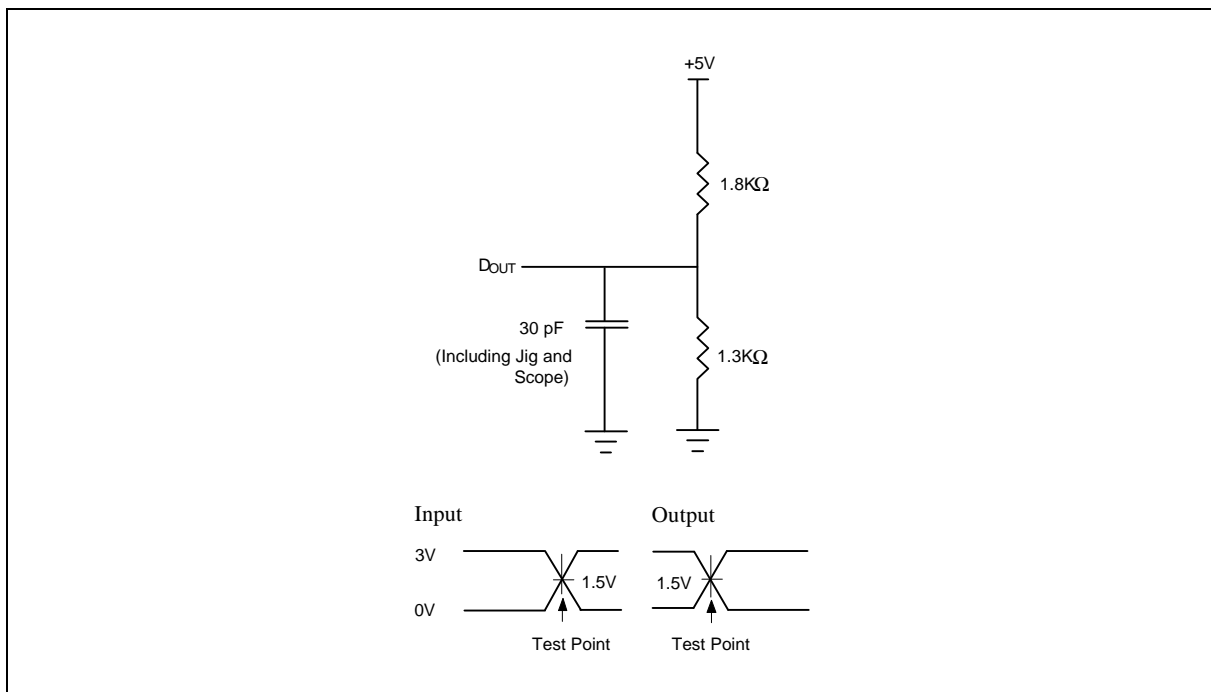 +5V
1.8KΩ
DOUT
30 pF
(Including Jig and
Scope)
1.3KΩ
Input
Output
3V
1.5V
1.5V
0V
Test Point
Test Point